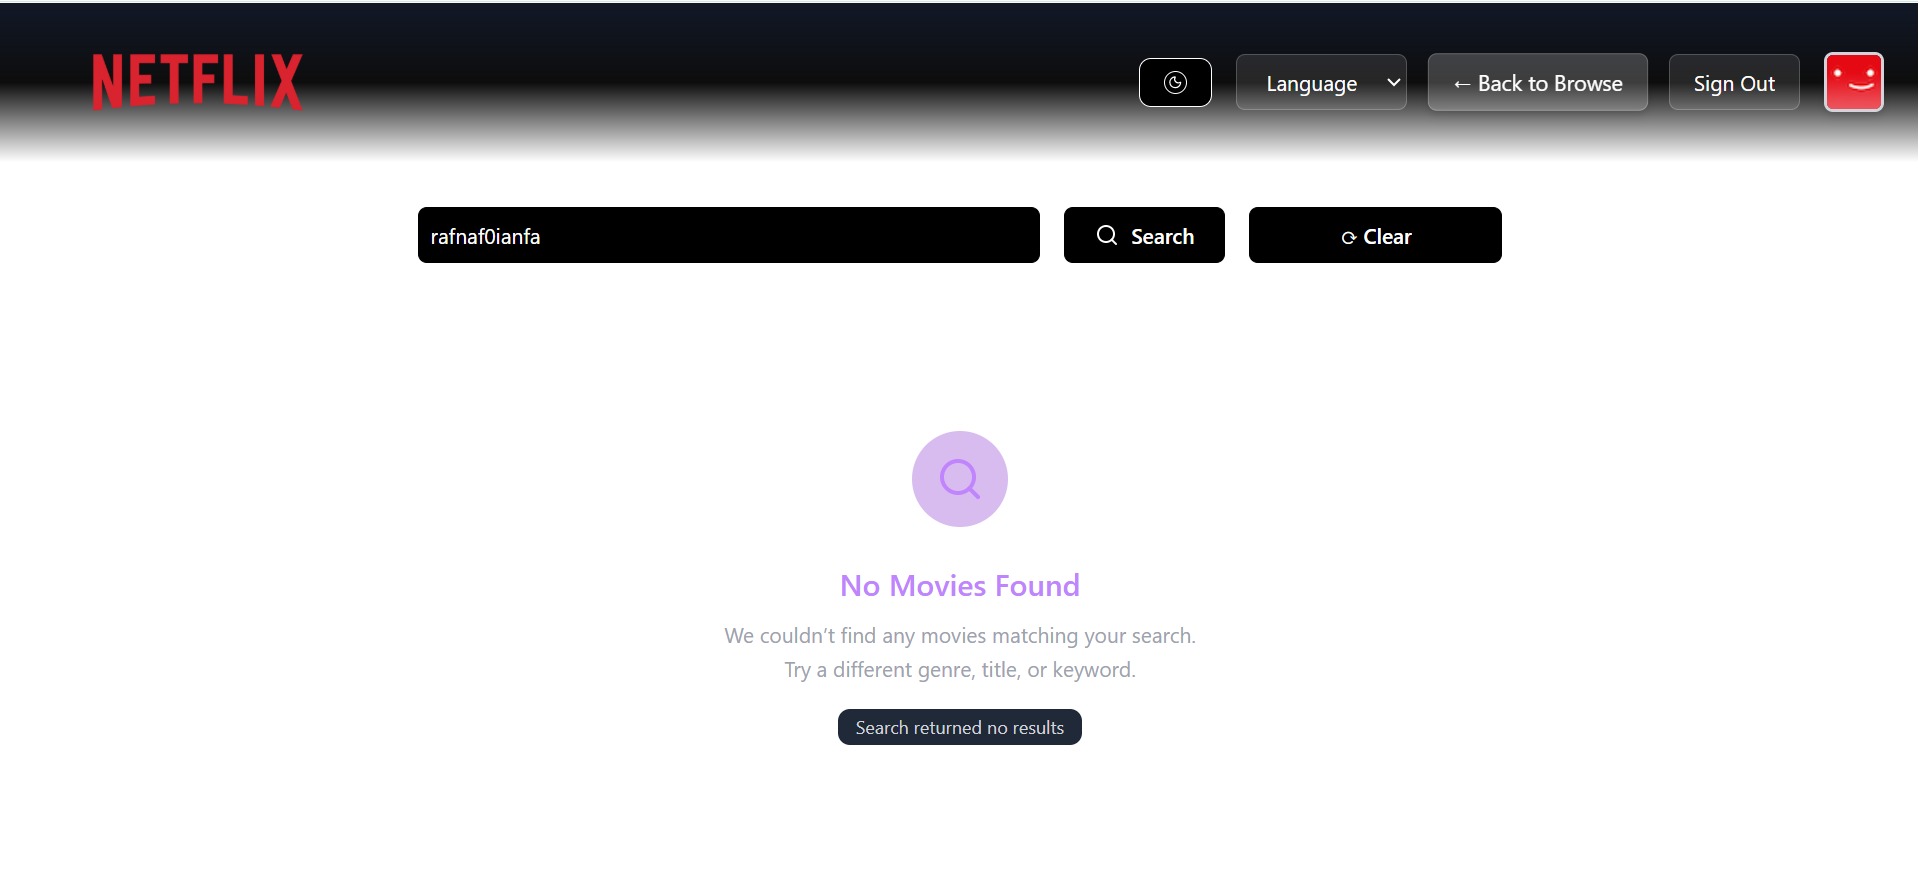 NETFLIX
Language
← Back to Browse
Sign Out
rafnaf0ianfa
Search
⟳ Clear
No Movies Found
We couldn’t find any movies matching your search.
Try a different genre, title, or keyword.
Search returned no results